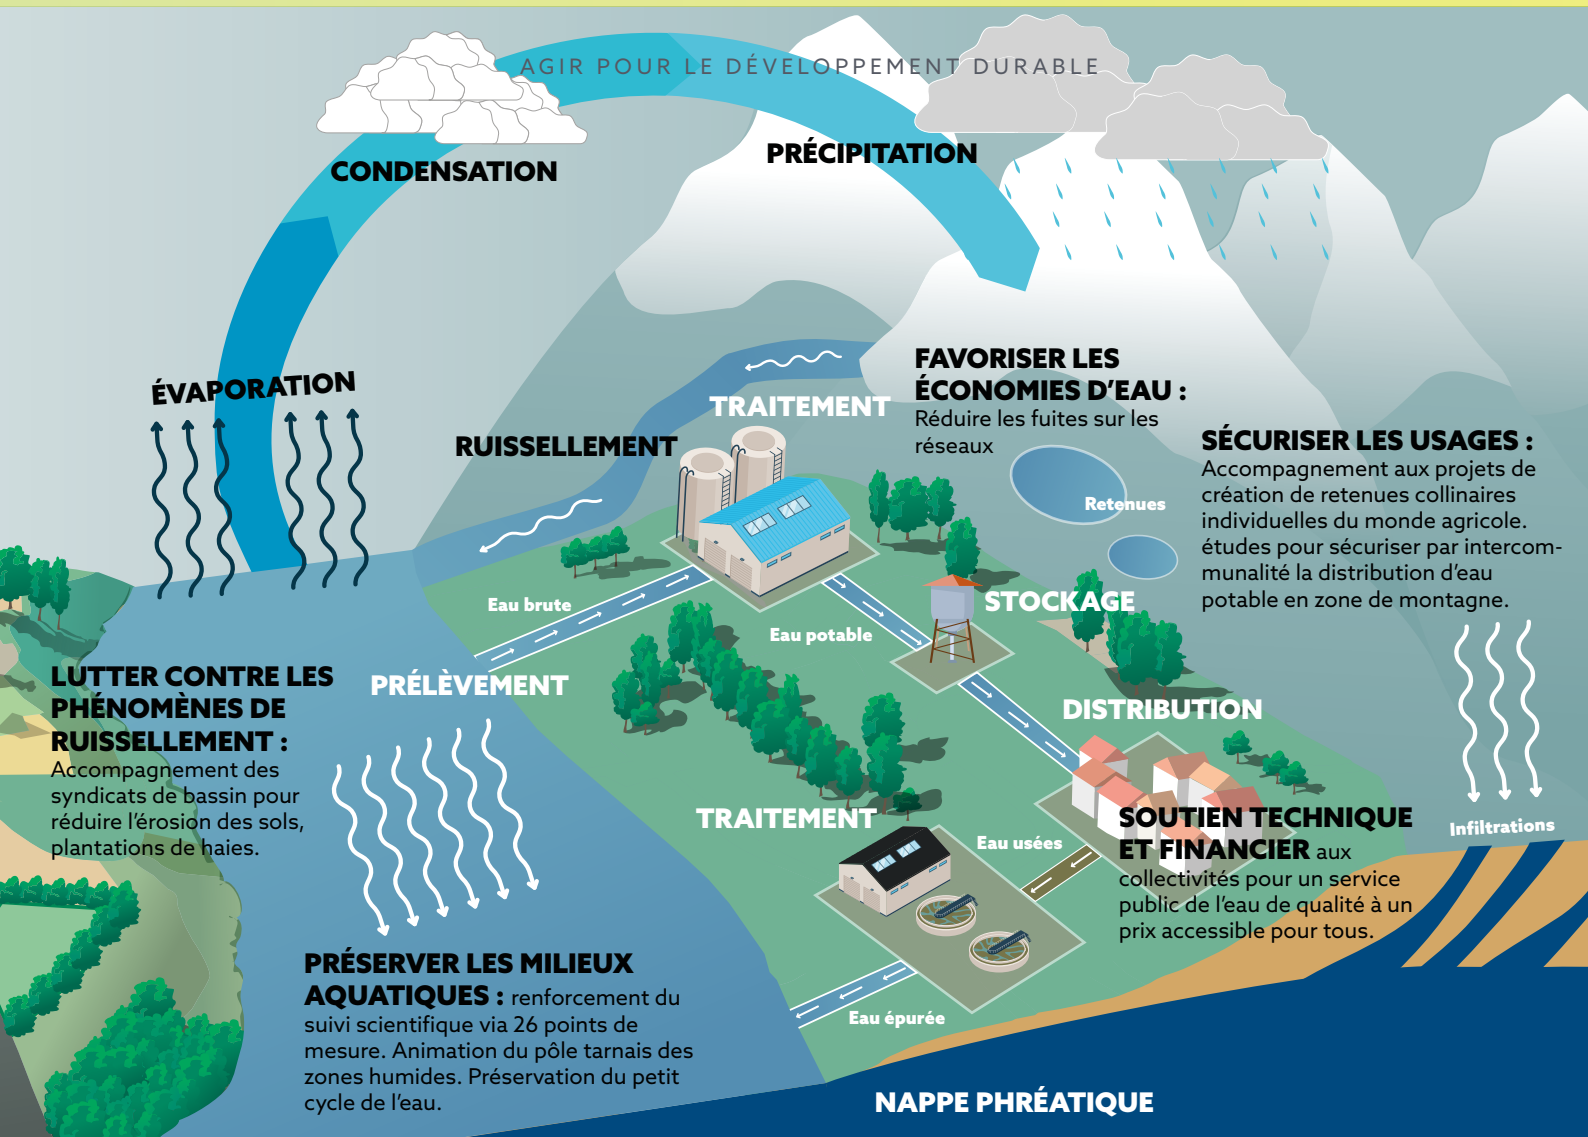 AGIR POUR LE DÉVELOPPEMENT DURABLE
CONDENSATION
PRÉCIPITATION
ÉVAPORATION
RUISSELLEMENT
TRAITEMENT
FAVORISER LES
ÉCONOMIES D’EAU :
Réduire les fuites sur les
réseaux
Retenues
SÉCURISER LES USAGES :
Accompagnement aux projets de
création de retenues collinaires
individuelles du monde agricole.
études pour sécuriser par intercom-
munalité la distribution d’eau
potable en zone de montagne.
Eau brute
Eau potable
STOCKAGE
PRÉLÈVEMENT
LUTTER CONTRE LES
PHÉNOMÈNES DE
RUISSELLEMENT :
Accompagnement des
syndicats de bassin pour
réduire l’érosion des sols,
plantations de haies.
DISTRIBUTION
TRAITEMENT
Eau usées
SOUTIEN TECHNIQUE
ET FINANCIER aux
collectivités pour un service
public de l’eau de qualité à un
prix accessible pour tous.
Infiltrations
PRÉSERVER LES MILIEUX
AQUATIQUES : renforcement du
suivi scientifique via 26 points de
mesure. Animation du pôle tarnais des
zones humides. Préservation du petit
cycle de l’eau.
Eau épurée
NAPPE PHRÉATIQUE